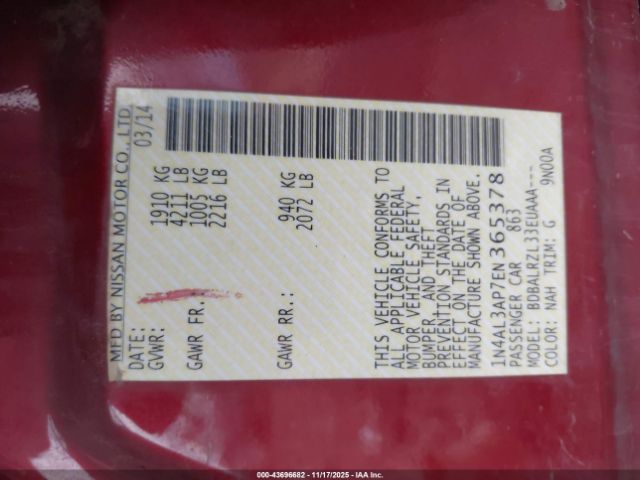 MFD BY NISSAN MOTOR CO., LTD.
DATE: 03/14
GVWR: 1910 KG
4211 LB
GAWR FR.: 1005 KG
2216 LB
GAWR RR.: 940 KG
2072 LB
THIS VEHICLE CONFORMS TO
ALL APPLICABLE FEDERAL
MOTOR VEHICLE SAFETY,
BUMPER, AND THEFT
PREVENTION STANDARDS IN
EFFECT ON THE DATE OF
MANUFACTURE SHOWN ABOVE.
1N4AL3AP7EN365378
PASSENGER CAR 863
MODEL: BDBALRZL33EUAAA---
COLOR: NAH TRIM: G 9N00A
000-43696682 - 11/17/2025 - IAA Inc.